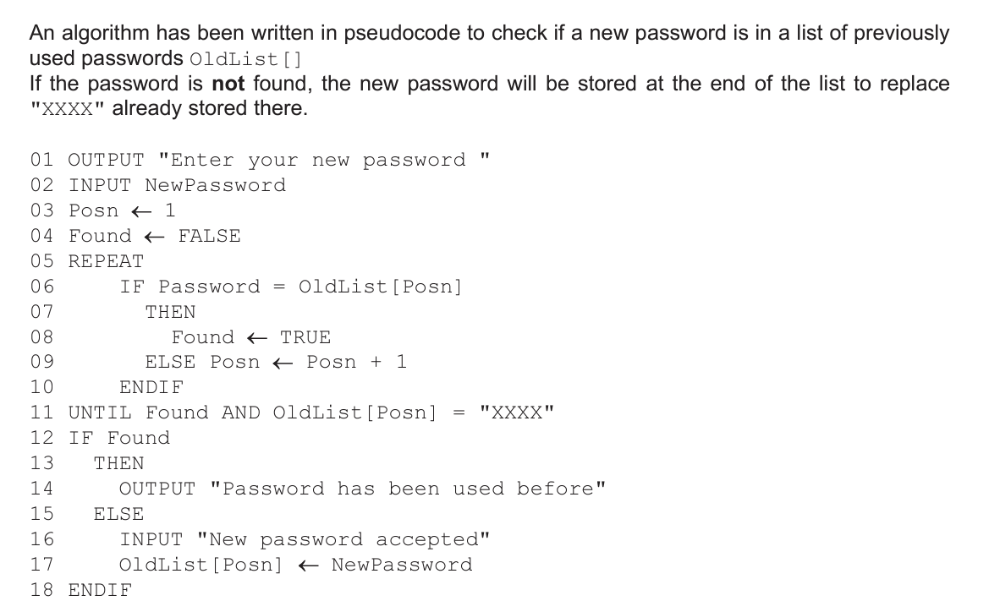 An algorithm has been written in pseudocode to check if a new password is in a list of previously
used passwords OldList[]
If the password is not found, the new password will be stored at the end of the list to replace
"XXXX" already stored there.
01 OUTPUT "Enter your new password "
02 INPUT NewPassword
03 Posn ← 1
04 Found ← FALSE
05 REPEAT
06     IF Password = OldList[Posn]
07       THEN
08         Found ← TRUE
09       ELSE Posn ← Posn + 1
10     ENDIF
11 UNTIL Found AND OldList[Posn] = "XXXX"
12 IF Found
13   THEN
14     OUTPUT "Password has been used before"
15   ELSE
16     INPUT "New password accepted"
17     OldList[Posn] ← NewPassword
18 ENDIF